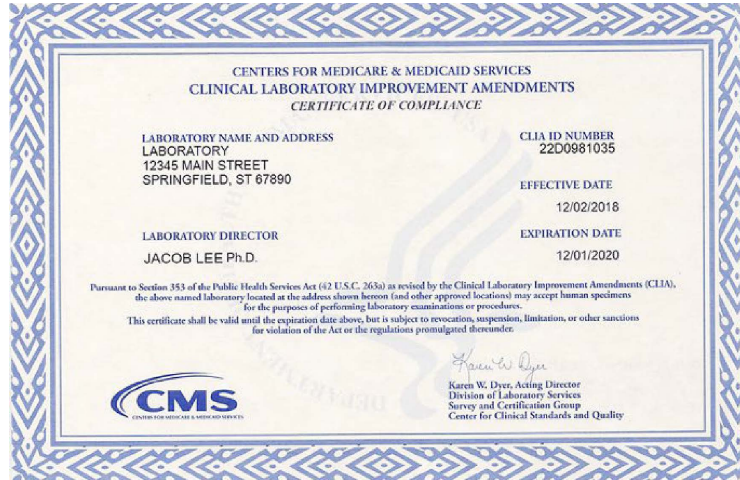 CENTERS FOR MEDICARE & MEDICAID SERVICES
CLINICAL LABORATORY IMPROVEMENT AMENDMENTS
CERTIFICATE OF COMPLIANCE
LABORATORY NAME AND ADDRESS
LABORATORY
12345 MAIN STREET
SPRINGFIELD, ST 67890
CLIA ID NUMBER
22D0981035
EFFECTIVE DATE
12/02/2018
LABORATORY DIRECTOR
JACOB LEE Ph.D.
EXPIRATION DATE
12/01/2020
Pursuant to Section 353 of the Public Health Services Act (42 U.S.C. 263a) as revised by the Clinical Laboratory Improvement Amendments (CLIA),
the above named laboratory located at the address shown hereon (and other approved locations) may accept human specimens
for the purposes of performing laboratory examinations or procedures.
This certificate shall be valid until the expiration date above, but is subject to revocation, suspension, limitation, or other sanctions
for violation of the Act or the regulations promulgated thereunder.
Karen W. Dyer
Karen W. Dyer, Acting Director
Division of Laboratory Services
Survey and Certification Group
Center for Clinical Standards and Quality
CMS
CENTERS FOR MEDICARE & MEDICAID SERVICES